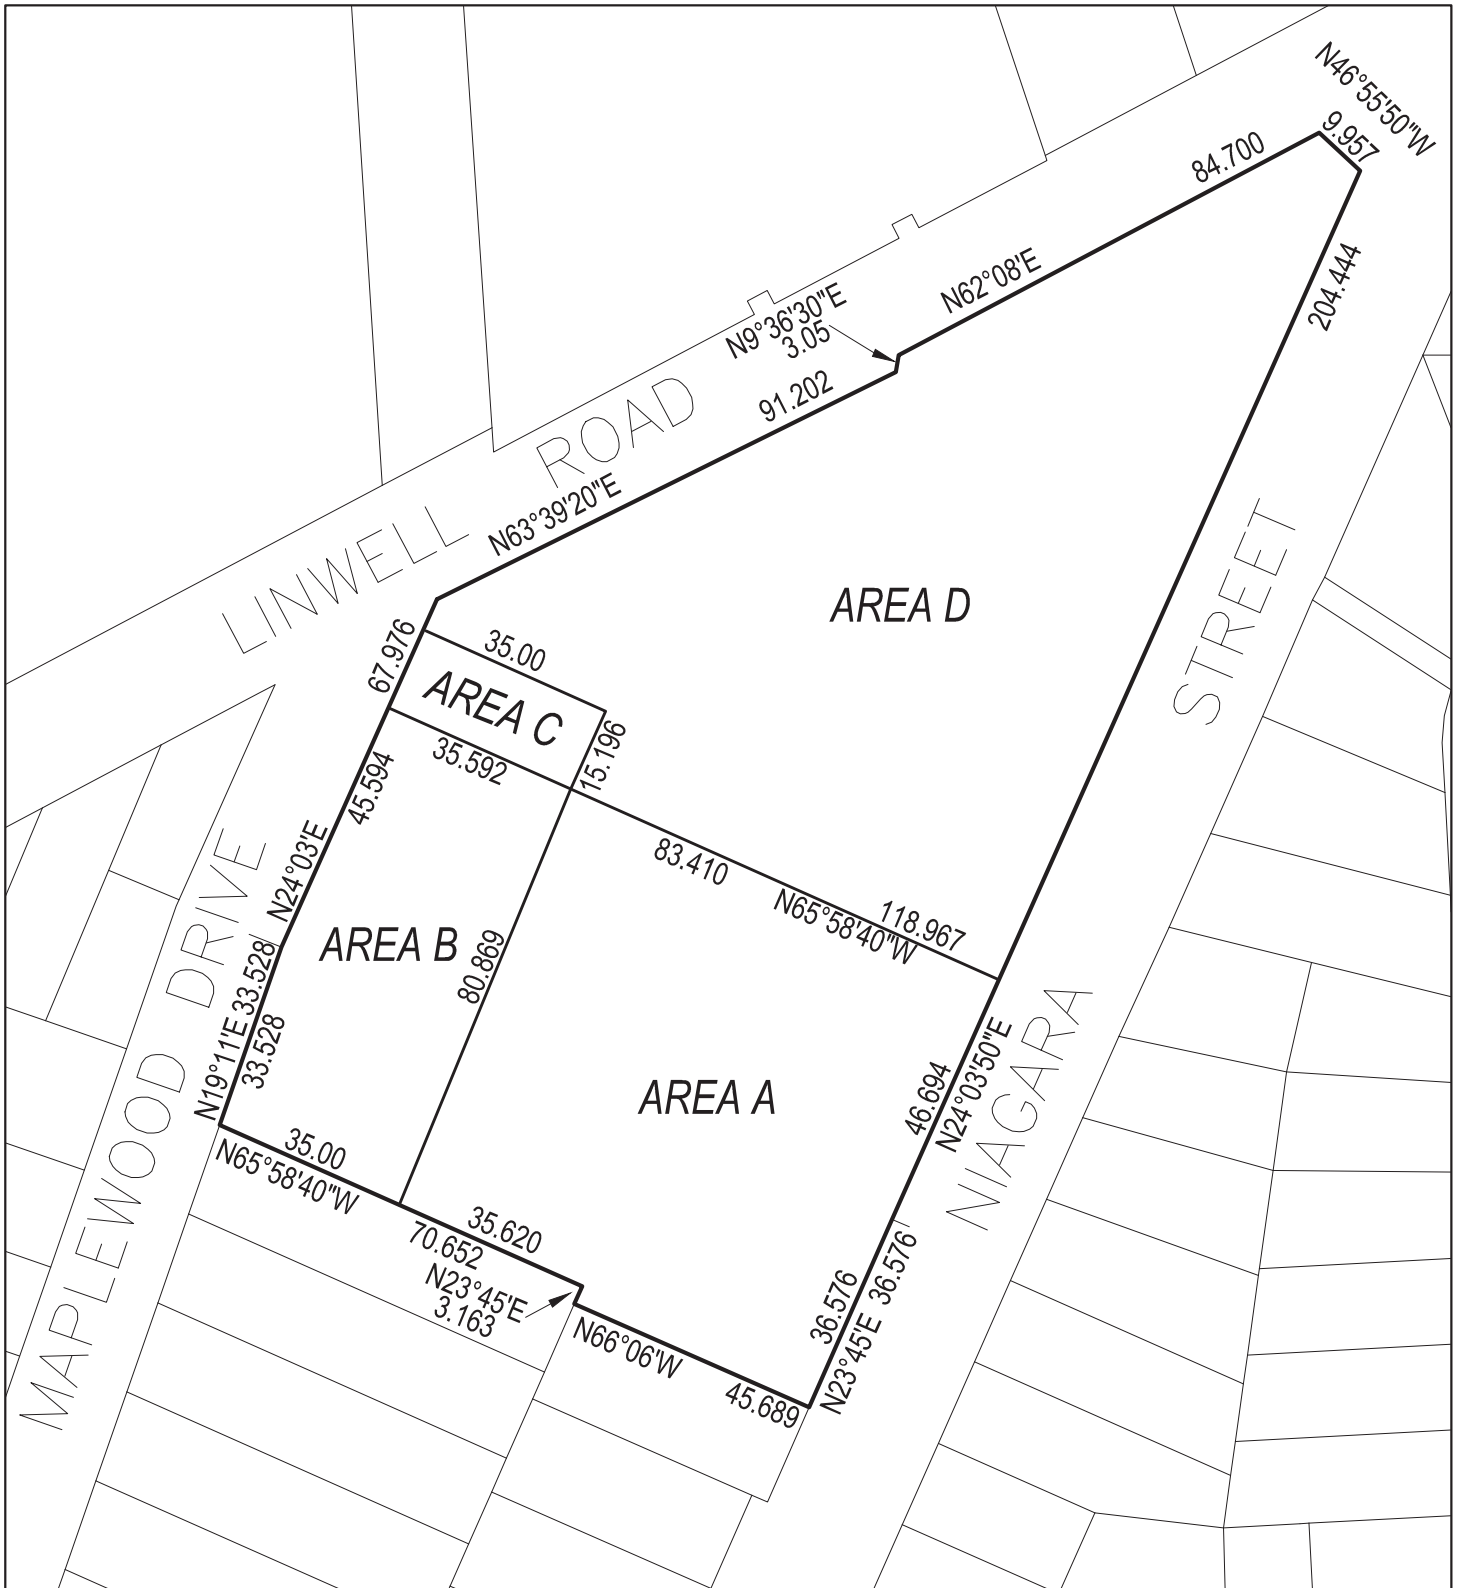 N46°55'50"W
9.957
84.700
204.444
N62°08'E
N9°36'30"E
3.05
91.202
N63°39'20"E
LINWELL ROAD
AREA D
STREET
67.976
35.00
AREA C
15.196
35.592
45.594
83.410
N65°58'40"W
118.967
N24°03'E
AREA B
80.869
N19°11'E 33.528
33.528
MAPLEWOOD DRIVE
AREA A
46.694
N24°03'50"E
NIAGARA
35.00
N65°58'40"W
35.620
70.652
N23°45'E
3.163
N66°06'W
45.689
36.576
N23°45'E 36.576